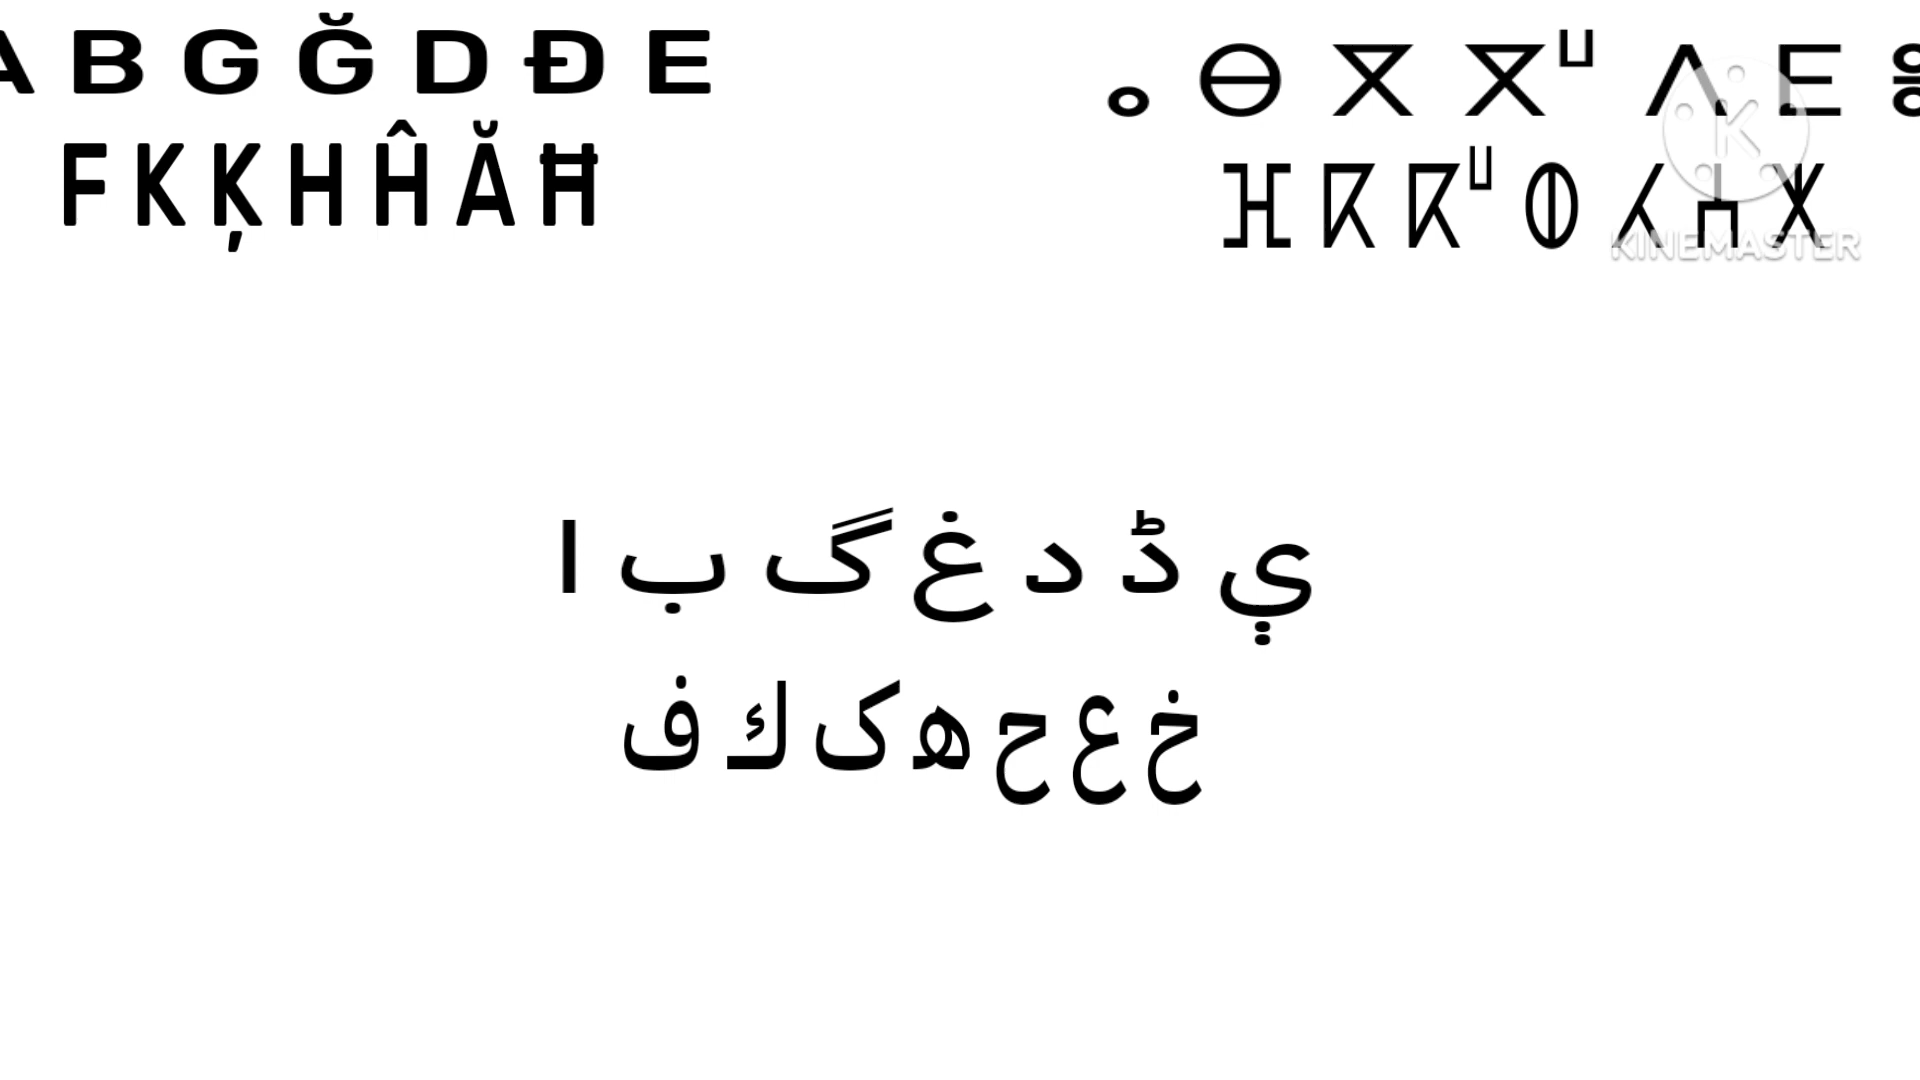 A B G Ğ D Đ E
F K Ķ H Ĥ Ă Ħ
ⴰ ⴱ ⴳ ⴳⵯ ⴷ ⴹ ⴻ
ⴼ ⴽ ⴽⵯ ⵀ ⵃ ⵄ ⵅ
KINEMASTER
ا ب گ غ د ڈ ې
ف ك ک ھ ح ع خ